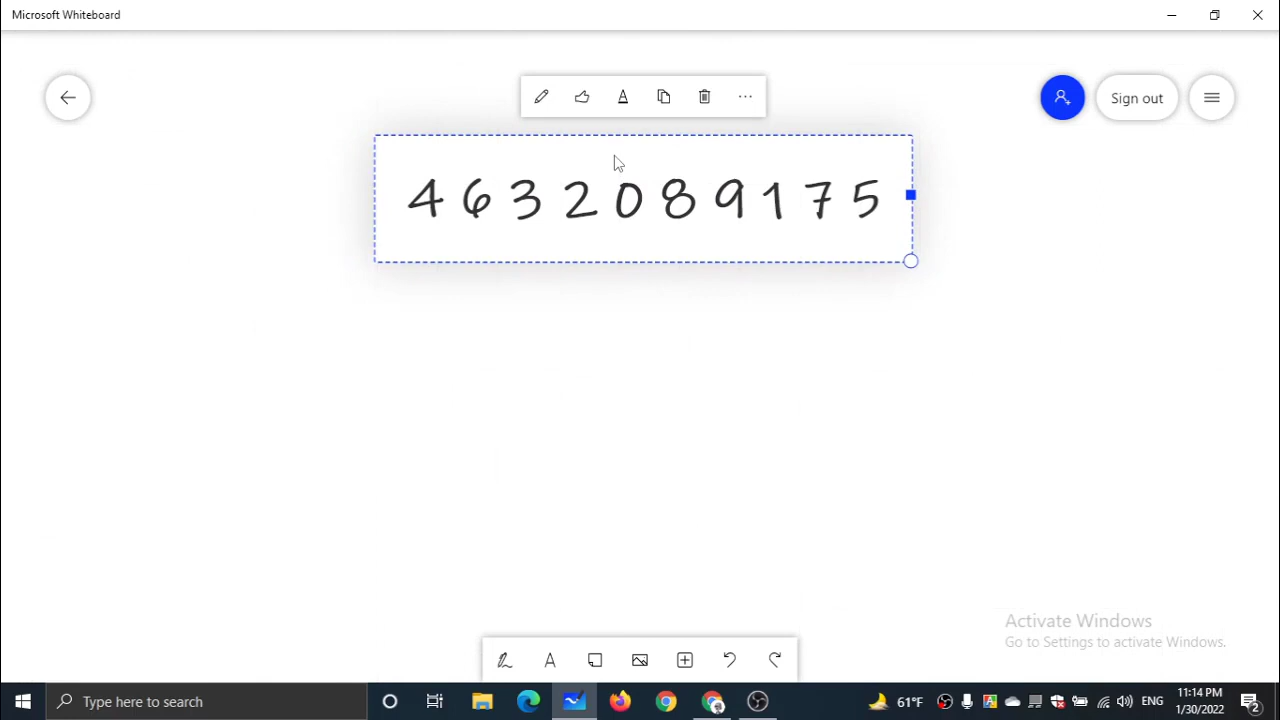 Microsoft Whiteboard
Sign out
4 6 3 2 0 8 9 1 7 5
Activate Windows
Go to Settings to activate Windows.
Type here to search
61°F
ENG
11:14 PM
1/30/2022
2